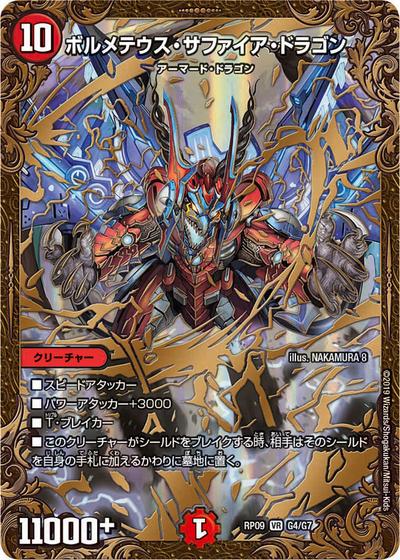 10
ボルメテウス・サファイア・ドラゴン
アーマード・ドラゴン
クリーチャー
illus. NAKAMURA 8
■スピードアタッカー
■パワーアタッカー+3000
■T・ブレイカー
■このクリーチャーがシールドをブレイクする時、相手はそのシールド
を自身の手札に加えるかわりに墓地に置く。
©2019 Wizards/Shogakukan/Mitsui-Kids
11000+
1
RP09 VR G4/G7